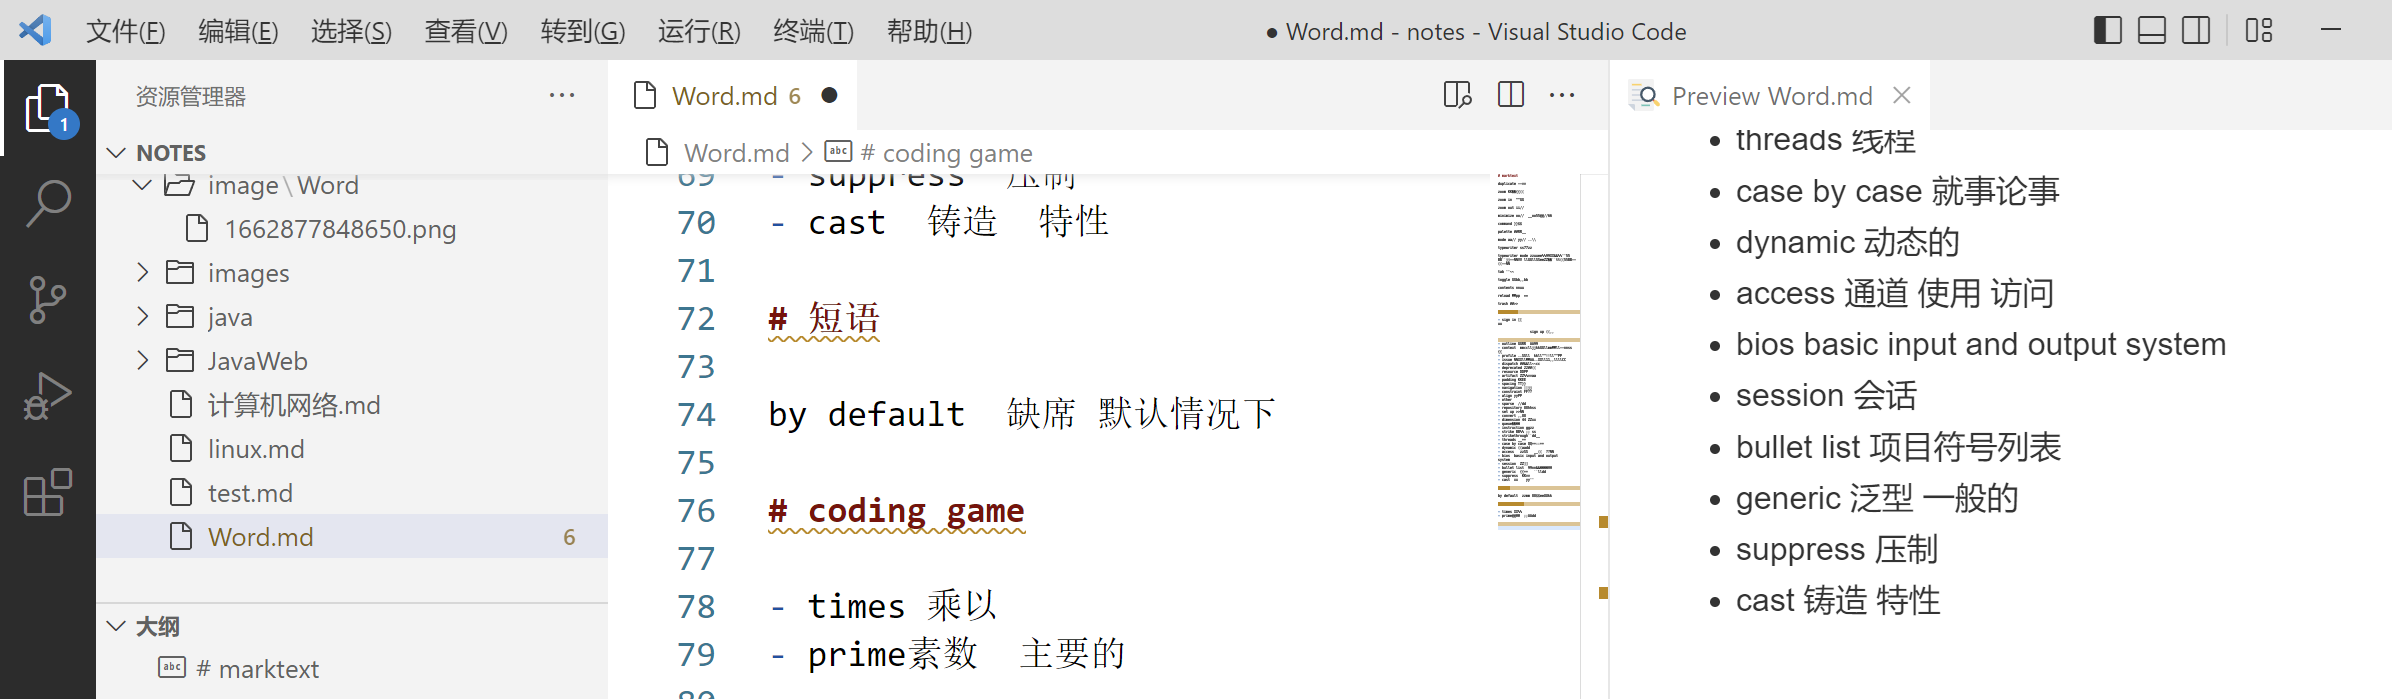 文件(F) 编辑(E) 选择(S) 查看(V) 转到(G) 运行(R) 终端(T) 帮助(H) ● Word.md - notes - Visual Studio Code
1
资源管理器 ···
NOTES
image\Word
1662877848650.png
images
java
JavaWeb
计算机网络.md
linux.md
test.md
Word.md 6
大纲
abc # marktext
Word.md 6 ●
Word.md > abc # coding game
69 - suppress 压制
70 - cast 铸造 特性
71
72 # 短语
73
74 by default 缺席 默认情况下
75
76 # coding game
77
78 - times 乘以
79 - prime素数 主要的
80
Preview Word.md
• threads 线程
• case by case 就事论事
• dynamic 动态的
• access 通道 使用 访问
• bios basic input and output system
• session 会话
• bullet list 项目符号列表
• generic 泛型 一般的
• suppress 压制
• cast 铸造 特性